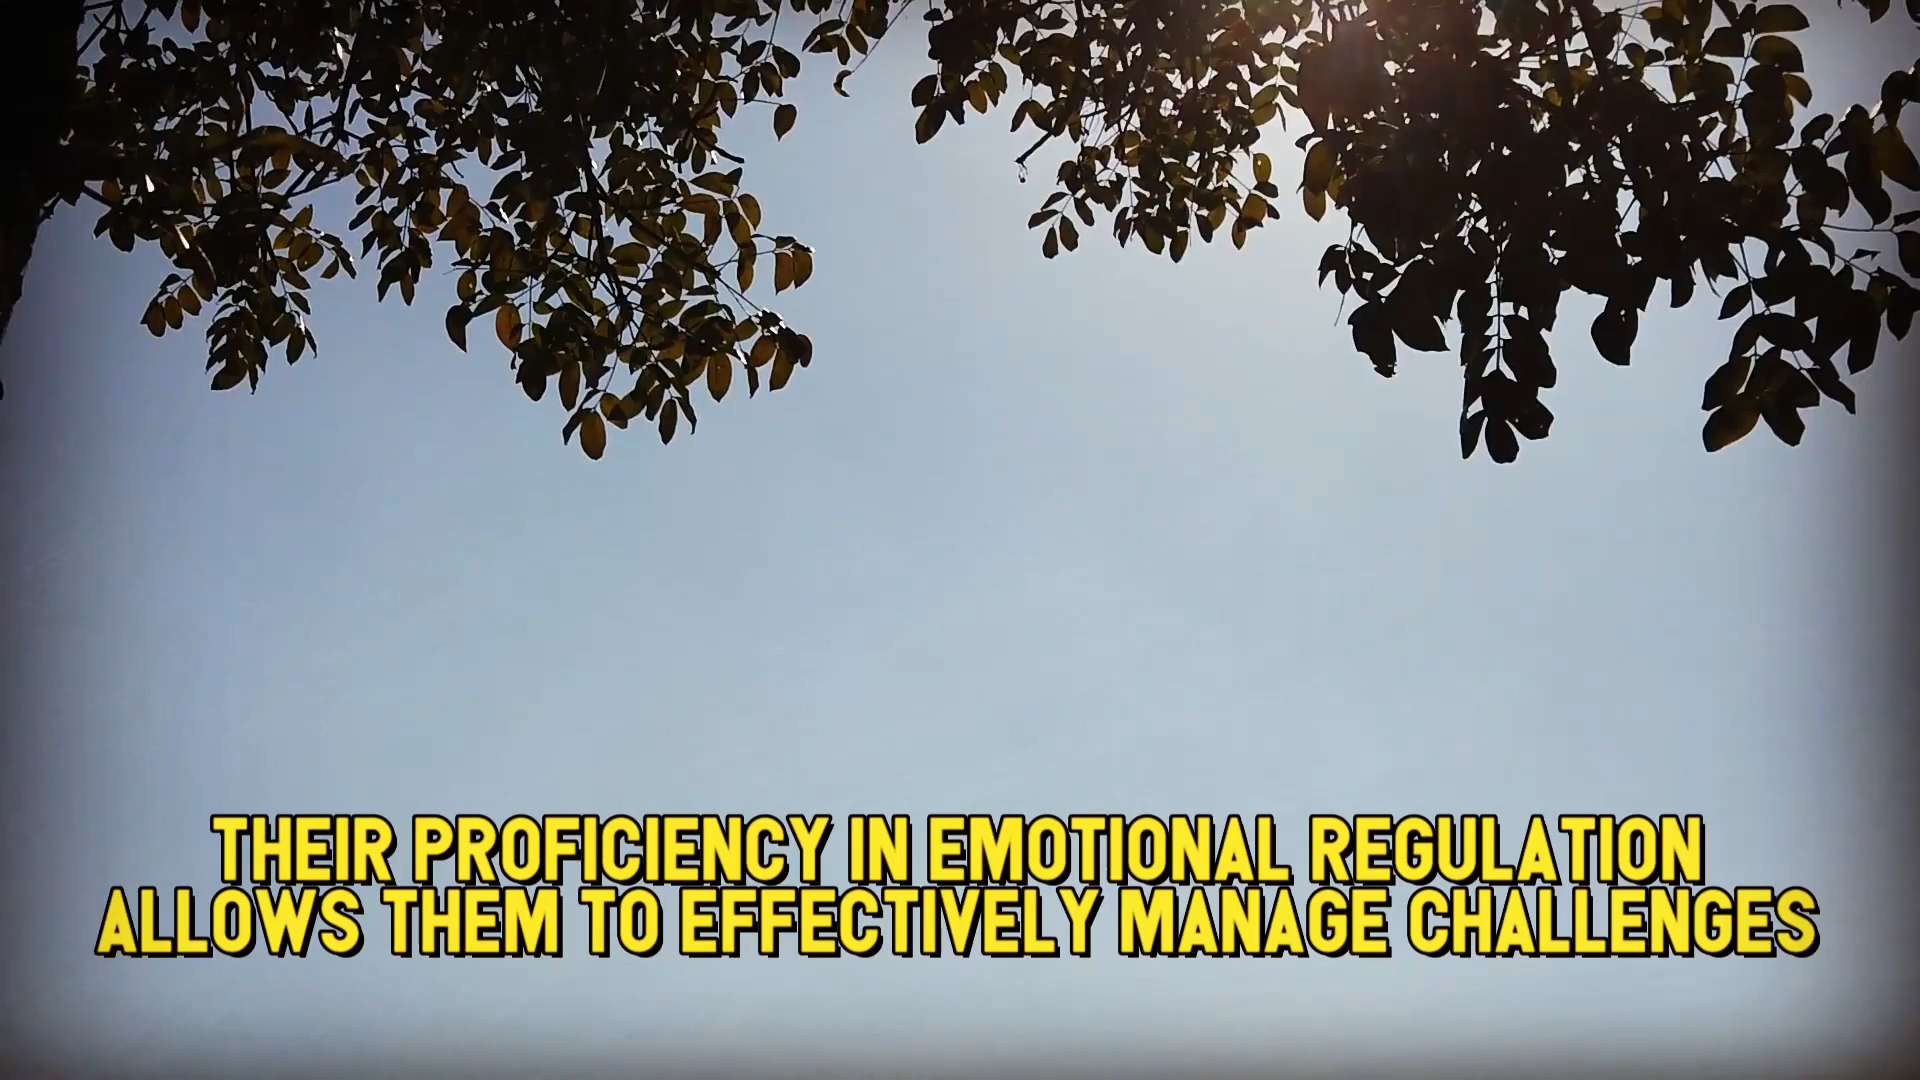 THEIR PROFICIENCY IN EMOTIONAL REGULATION
ALLOWS THEM TO EFFECTIVELY MANAGE CHALLENGES